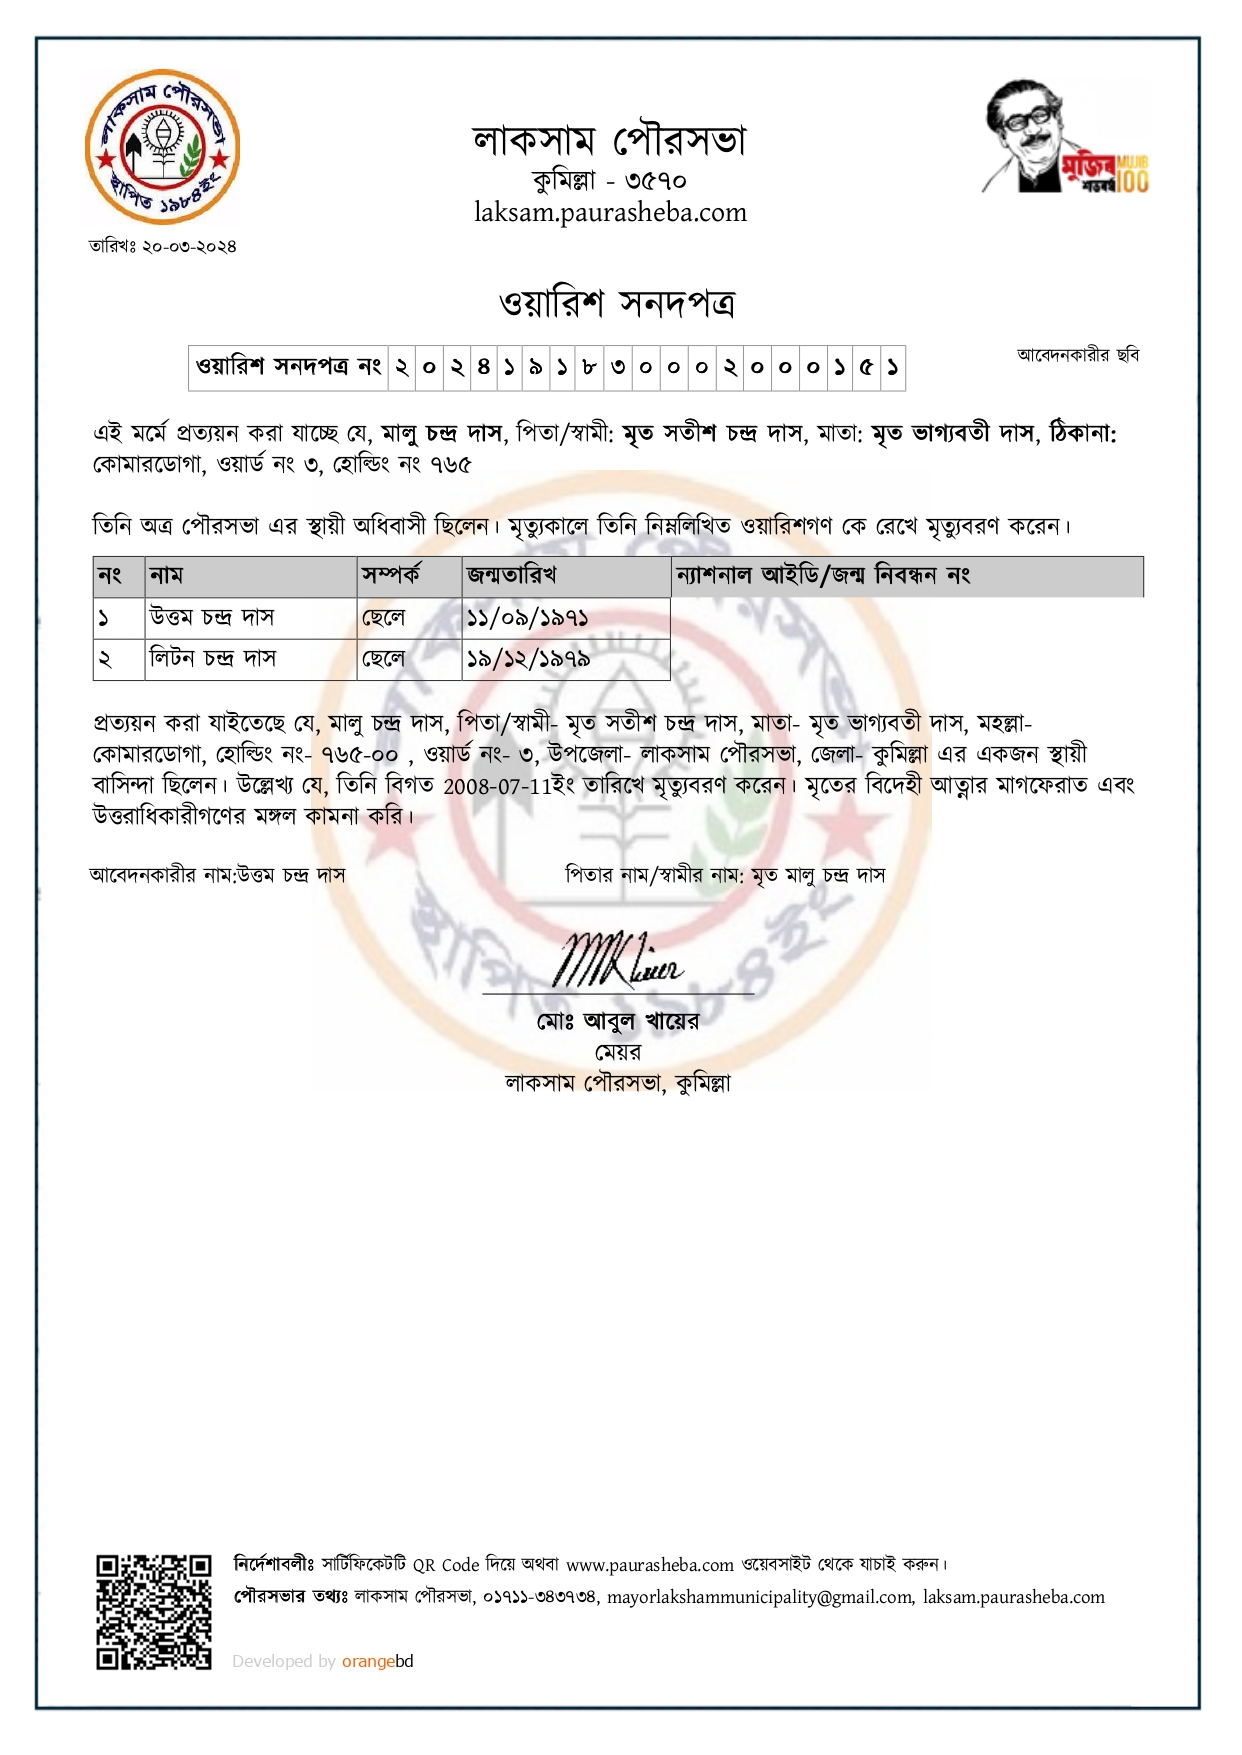 লাকসাম পৌরসভা
স্থাপিত ১৯৮৪ইং
মুজিব
শতবর্ষ
MUJIB
100
লাকসাম পৌরসভা
কুমিল্লা - ৩৫৭০
laksam.paurasheba.com
তারিখঃ ২০-০৩-২০২৪
ওয়ারিশ সনদপত্র
ওয়ারিশ সনদপত্র নং ২ ০ ২ ৪ ১ ৯ ১ ৮ ৩ ০ ০ ০ ২ ০ ০ ০ ১ ৫ ১
আবেদনকারীর ছবি
এই মর্মে প্রত্যয়ন করা যাচ্ছে যে, মালু চন্দ্র দাস, পিতা/স্বামী: মৃত সতীশ চন্দ্র দাস, মাতা: মৃত ভাগ্যবতী দাস, ঠিকানা:
কোমারডোগা, ওয়ার্ড নং ৩, হোল্ডিং নং ৭৬৫
তিনি অত্র পৌরসভা এর স্থায়ী অধিবাসী ছিলেন। মৃত্যুকালে তিনি নিম্নলিখিত ওয়ারিশগণ কে রেখে মৃত্যুবরণ করেন।
নং নাম সম্পর্ক জন্মতারিখ ন্যাশনাল আইডি/জন্ম নিবন্ধন নং
১ উত্তম চন্দ্র দাস ছেলে ১১/০৯/১৯৭১
২ লিটন চন্দ্র দাস ছেলে ১৯/১২/১৯৭৯
প্রত্যয়ন করা যাইতেছে যে, মালু চন্দ্র দাস, পিতা/স্বামী- মৃত সতীশ চন্দ্র দাস, মাতা- মৃত ভাগ্যবতী দাস, মহল্লা-
কোমারডোগা, হোল্ডিং নং- ৭৬৫-০০ , ওয়ার্ড নং- ৩, উপজেলা- লাকসাম পৌরসভা, জেলা- কুমিল্লা এর একজন স্থায়ী
বাসিন্দা ছিলেন। উল্লেখ্য যে, তিনি বিগত 2008-07-11ইং তারিখে মৃত্যুবরণ করেন। মৃতের বিদেহী আত্নার মাগফেরাত এবং
উত্তরাধিকারীগণের মঙ্গল কামনা করি।
আবেদনকারীর নাম:উত্তম চন্দ্র দাস
পিতার নাম/স্বামীর নাম: মৃত মালু চন্দ্র দাস
মোঃ আবুল খায়ের
মেয়র
লাকসাম পৌরসভা, কুমিল্লা
নির্দেশাবলীঃ সার্টিফিকেটটি QR Code দিয়ে অথবা www.paurasheba.com ওয়েবসাইট থেকে যাচাই করুন।
পৌরসভার তথ্যঃ লাকসাম পৌরসভা, ০১৭১১-৩৪৩৭৩৪, mayorlakshammunicipality@gmail.com, laksam.paurasheba.com
Developed by orangebd